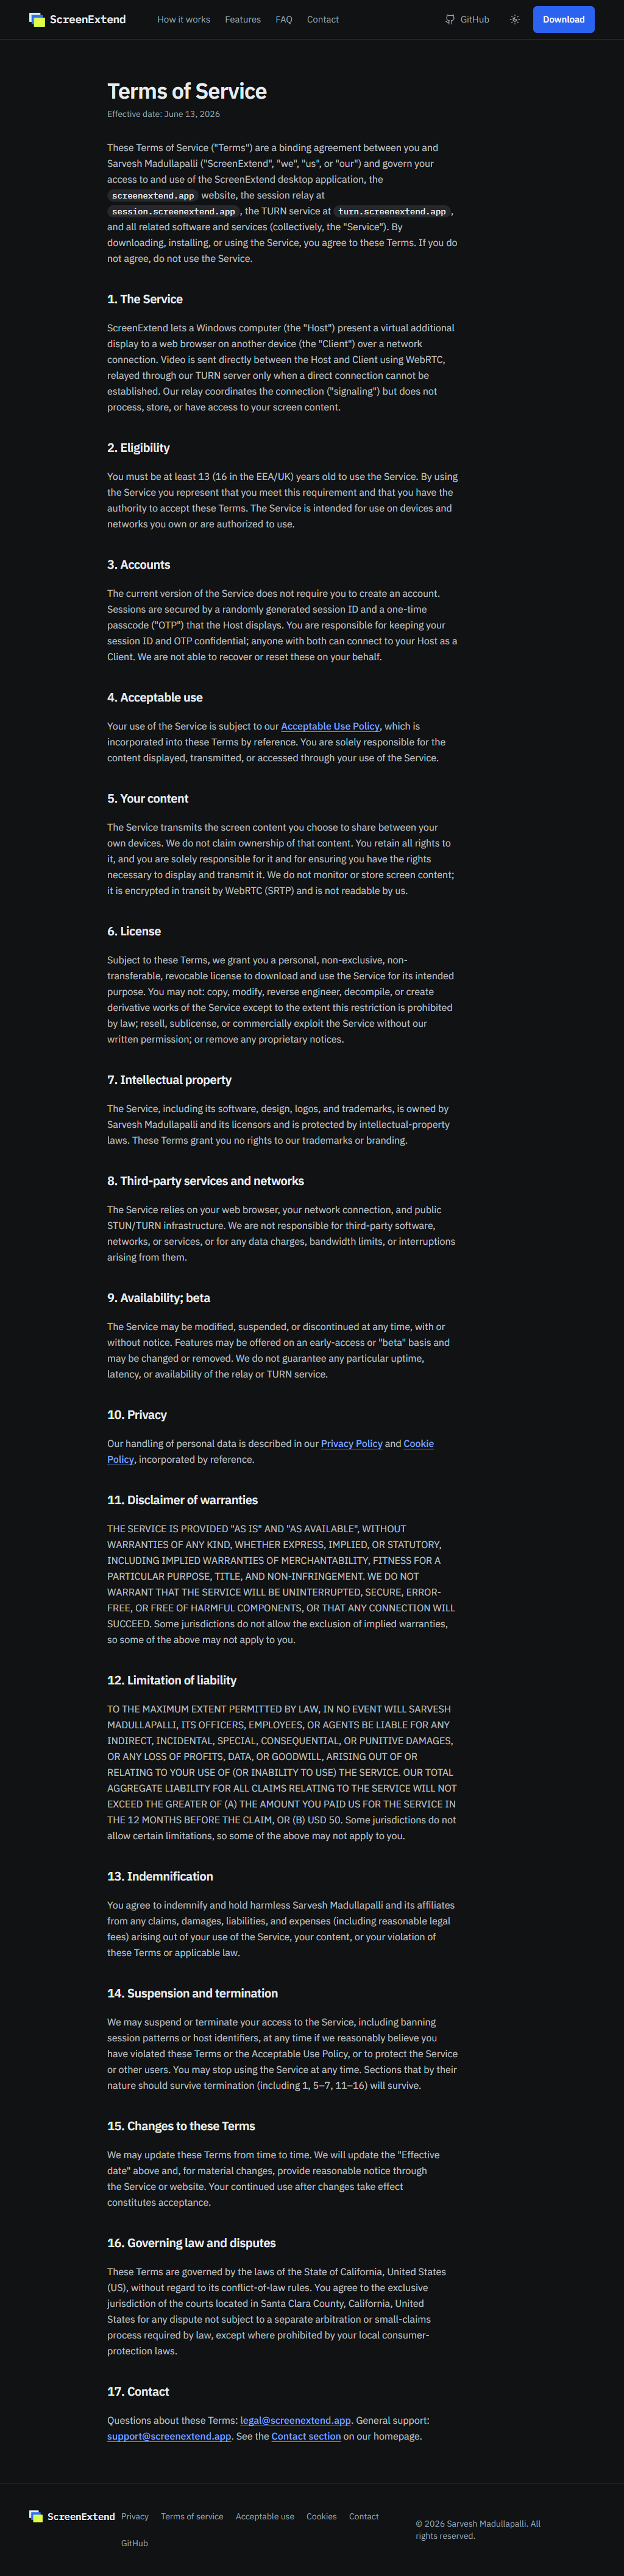 ScreenExtend How it works Features FAQ Contact GitHub Download
Terms of Service
Effective date: June 13, 2026
These Terms of Service ("Terms") are a binding agreement between you and
Sarvesh Madullapalli ("ScreenExtend", "we", "us", or "our") and govern your
access to and use of the ScreenExtend desktop application, the
screenextend.app website, the session relay at
session.screenextend.app, the TURN service at turn.screenextend.app,
and all related software and services (collectively, the "Service"). By
downloading, installing, or using the Service, you agree to these Terms. If you do
not agree, do not use the Service.
1. The Service
ScreenExtend lets a Windows computer (the "Host") present a virtual additional
display to a web browser on another device (the "Client") over a network
connection. Video is sent directly between the Host and Client using WebRTC,
relayed through our TURN server only when a direct connection cannot be
established. Our relay coordinates the connection ("signaling") but does not
process, store, or have access to your screen content.
2. Eligibility
You must be at least 13 (16 in the EEA/UK) years old to use the Service. By using
the Service you represent that you meet this requirement and that you have the
authority to accept these Terms. The Service is intended for use on devices and
networks you own or are authorized to use.
3. Accounts
The current version of the Service does not require you to create an account.
Sessions are secured by a randomly generated session ID and a one-time
passcode ("OTP") that the Host displays. You are responsible for keeping your
session ID and OTP confidential; anyone with both can connect to your Host as a
Client. We are not able to recover or reset these on your behalf.
4. Acceptable use
Your use of the Service is subject to our Acceptable Use Policy, which is
incorporated into these Terms by reference. You are solely responsible for the
content displayed, transmitted, or accessed through your use of the Service.
5. Your content
The Service transmits the screen content you choose to share between your
own devices. We do not claim ownership of that content. You retain all rights to
it, and you are solely responsible for it and for ensuring you have the rights
necessary to display and transmit it. We do not monitor or store screen content;
it is encrypted in transit by WebRTC (SRTP) and is not readable by us.
6. License
Subject to these Terms, we grant you a personal, non-exclusive, non-
transferable, revocable license to download and use the Service for its intended
purpose. You may not: copy, modify, reverse engineer, decompile, or create
derivative works of the Service except to the extent this restriction is prohibited
by law; resell, sublicense, or commercially exploit the Service without our
written permission; or remove any proprietary notices.
7. Intellectual property
The Service, including its software, design, logos, and trademarks, is owned by
Sarvesh Madullapalli and its licensors and is protected by intellectual-property
laws. These Terms grant you no rights to our trademarks or branding.
8. Third-party services and networks
The Service relies on your web browser, your network connection, and public
STUN/TURN infrastructure. We are not responsible for third-party software,
networks, or services, or for any data charges, bandwidth limits, or interruptions
arising from them.
9. Availability; beta
The Service may be modified, suspended, or discontinued at any time, with or
without notice. Features may be offered on an early-access or "beta" basis and
may be changed or removed. We do not guarantee any particular uptime,
latency, or availability of the relay or TURN service.
10. Privacy
Our handling of personal data is described in our Privacy Policy and Cookie
Policy, incorporated by reference.
11. Disclaimer of warranties
THE SERVICE IS PROVIDED "AS IS" AND "AS AVAILABLE", WITHOUT
WARRANTIES OF ANY KIND, WHETHER EXPRESS, IMPLIED, OR STATUTORY,
INCLUDING IMPLIED WARRANTIES OF MERCHANTABILITY, FITNESS FOR A
PARTICULAR PURPOSE, TITLE, AND NON-INFRINGEMENT. WE DO NOT
WARRANT THAT THE SERVICE WILL BE UNINTERRUPTED, SECURE, ERROR-
FREE, OR FREE OF HARMFUL COMPONENTS, OR THAT ANY CONNECTION WILL
SUCCEED. Some jurisdictions do not allow the exclusion of implied warranties,
so some of the above may not apply to you.
12. Limitation of liability
TO THE MAXIMUM EXTENT PERMITTED BY LAW, IN NO EVENT WILL SARVESH
MADULLAPALLI, ITS OFFICERS, EMPLOYEES, OR AGENTS BE LIABLE FOR ANY
INDIRECT, INCIDENTAL, SPECIAL, CONSEQUENTIAL, OR PUNITIVE DAMAGES,
OR ANY LOSS OF PROFITS, DATA, OR GOODWILL, ARISING OUT OF OR
RELATING TO YOUR USE OF (OR INABILITY TO USE) THE SERVICE. OUR TOTAL
AGGREGATE LIABILITY FOR ALL CLAIMS RELATING TO THE SERVICE WILL NOT
EXCEED THE GREATER OF (A) THE AMOUNT YOU PAID US FOR THE SERVICE IN
THE 12 MONTHS BEFORE THE CLAIM, OR (B) USD 50. Some jurisdictions do not
allow certain limitations, so some of the above may not apply to you.
13. Indemnification
You agree to indemnify and hold harmless Sarvesh Madullapalli and its affiliates
from any claims, damages, liabilities, and expenses (including reasonable legal
fees) arising out of your use of the Service, your content, or your violation of
these Terms or applicable law.
14. Suspension and termination
We may suspend or terminate your access to the Service, including banning
session patterns or host identifiers, at any time if we reasonably believe you
have violated these Terms or the Acceptable Use Policy, or to protect the Service
or other users. You may stop using the Service at any time. Sections that by their
nature should survive termination (including 1, 5–7, 11–16) will survive.
15. Changes to these Terms
We may update these Terms from time to time. We will update the "Effective
date" above and, for material changes, provide reasonable notice through
the Service or website. Your continued use after changes take effect
constitutes acceptance.
16. Governing law and disputes
These Terms are governed by the laws of the State of California, United States
(US), without regard to its conflict-of-law rules. You agree to the exclusive
jurisdiction of the courts located in Santa Clara County, California, United
States for any dispute not subject to a separate arbitration or small-claims
process required by law, except where prohibited by your local consumer-
protection laws.
17. Contact
Questions about these Terms: legal@screenextend.app. General support:
support@screenextend.app. See the Contact section on our homepage.
ScreenExtend Privacy Terms of service Acceptable use Cookies Contact
GitHub
© 2026 Sarvesh Madullapalli. All
rights reserved.